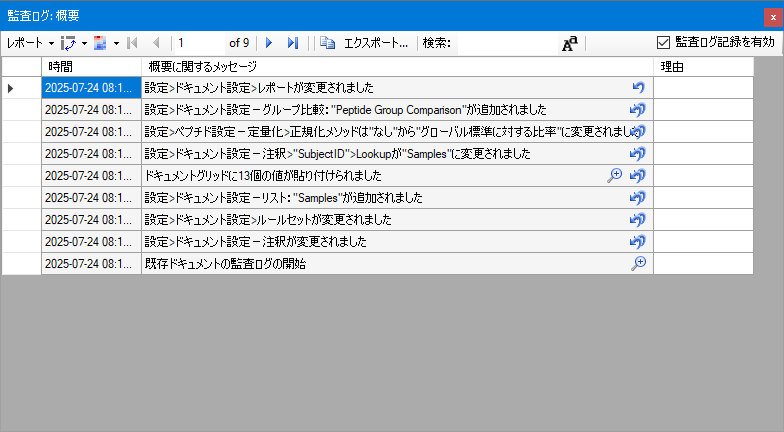 監査ログ: 概要
レポート 1 of 9 エクスポート... 検索: Aa 監査ログ記録を有効
時間 概要に関するメッセージ 理由
2025-07-24 08:1... 設定>ドキュメント設定>レポートが変更されました
2025-07-24 08:1... 設定>ドキュメント設定－グループ比較: "Peptide Group Comparison"が追加されました
2025-07-24 08:1... 設定>ペプチド設定－定量化>正規化メソッドは"なし"から"グローバル標準に対する比率"に変更されまし
2025-07-24 08:1... 設定>ドキュメント設定－注釈>"SubjectID">Lookupが"Samples"に変更されました
2025-07-24 08:1... ドキュメントグリッドに13個の値が貼り付けられました
2025-07-24 08:1... 設定>ドキュメント設定－リスト: "Samples"が追加されました
2025-07-24 08:1... 設定>ドキュメント設定>ルールセットが変更されました
2025-07-24 08:1... 設定>ドキュメント設定－注釈が変更されました
2025-07-24 08:1... 既存ドキュメントの監査ログの開始